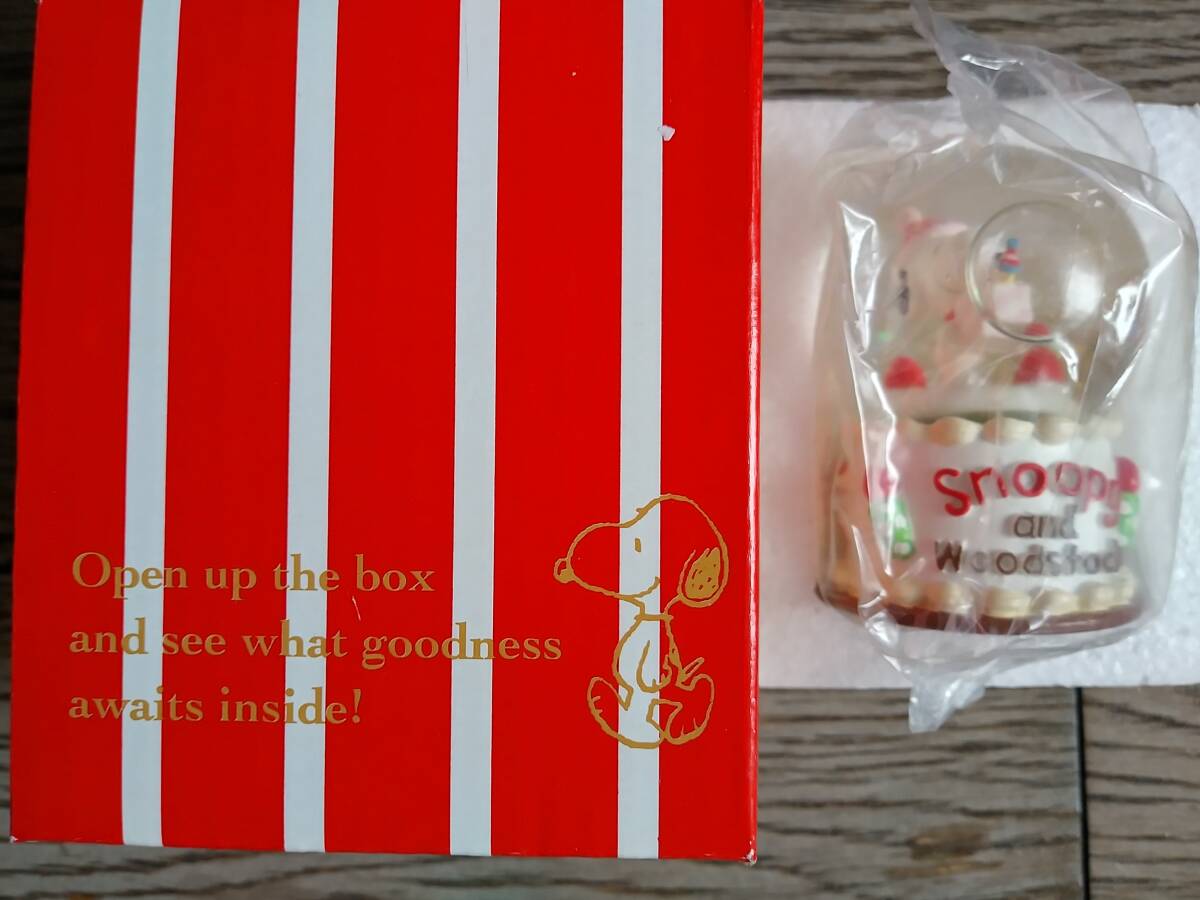 Open up the box
and see what goodness
awaits inside!
Snoopy
and
Woodstock